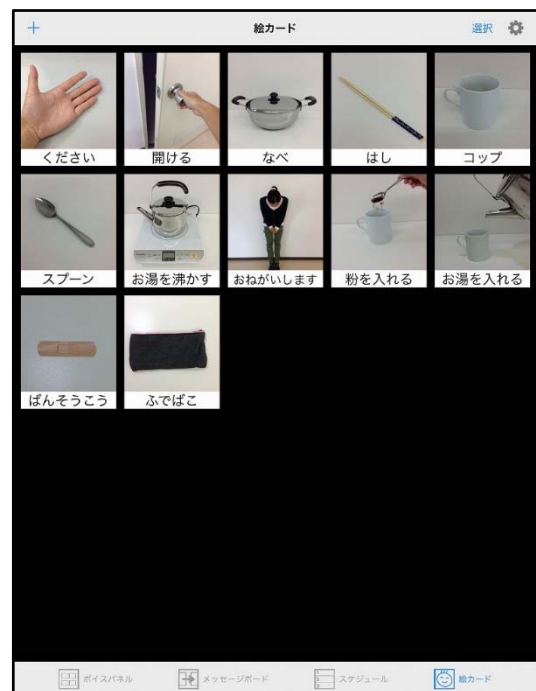 絵カード
選択
ください
開ける
なべ
はし
コップ
スプーン
お湯を沸かす
おねがいします
粉を入れる
お湯を入れる
ばんそうこう
ふでばこ
ボイスパネル
メッセージボード
スケジュール
絵カード